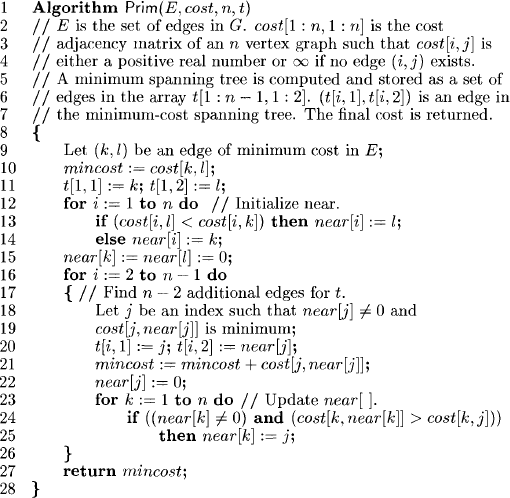 1 Algorithm Prim(E, cost, n, t)
2 // E is the set of edges in G. cost[1 : n, 1 : n] is the cost
3 // adjacency matrix of an n vertex graph such that cost[i, j] is
4 // either a positive real number or ∞ if no edge (i, j) exists.
5 // A minimum spanning tree is computed and stored as a set of
6 // edges in the array t[1 : n − 1, 1 : 2]. (t[i, 1], t[i, 2]) is an edge in
7 // the minimum-cost spanning tree. The final cost is returned.
8 {
9 Let (k, l) be an edge of minimum cost in E;
10 mincost := cost[k, l];
11 t[1, 1] := k; t[1, 2] := l;
12 for i := 1 to n do // Initialize near.
13 if (cost[i, l] < cost[i, k]) then near[i] := l;
14 else near[i] := k;
15 near[k] := near[l] := 0;
16 for i := 2 to n − 1 do
17 { // Find n − 2 additional edges for t.
18 Let j be an index such that near[j] ≠ 0 and
19 cost[j, near[j]] is minimum;
20 t[i, 1] := j; t[i, 2] := near[j];
21 mincost := mincost + cost[j, near[j]];
22 near[j] := 0;
23 for k := 1 to n do // Update near[ ].
24 if ((near[k] ≠ 0) and (cost[k, near[k]] > cost[k, j]))
25 then near[k] := j;
26 }
27 return mincost;
28 }